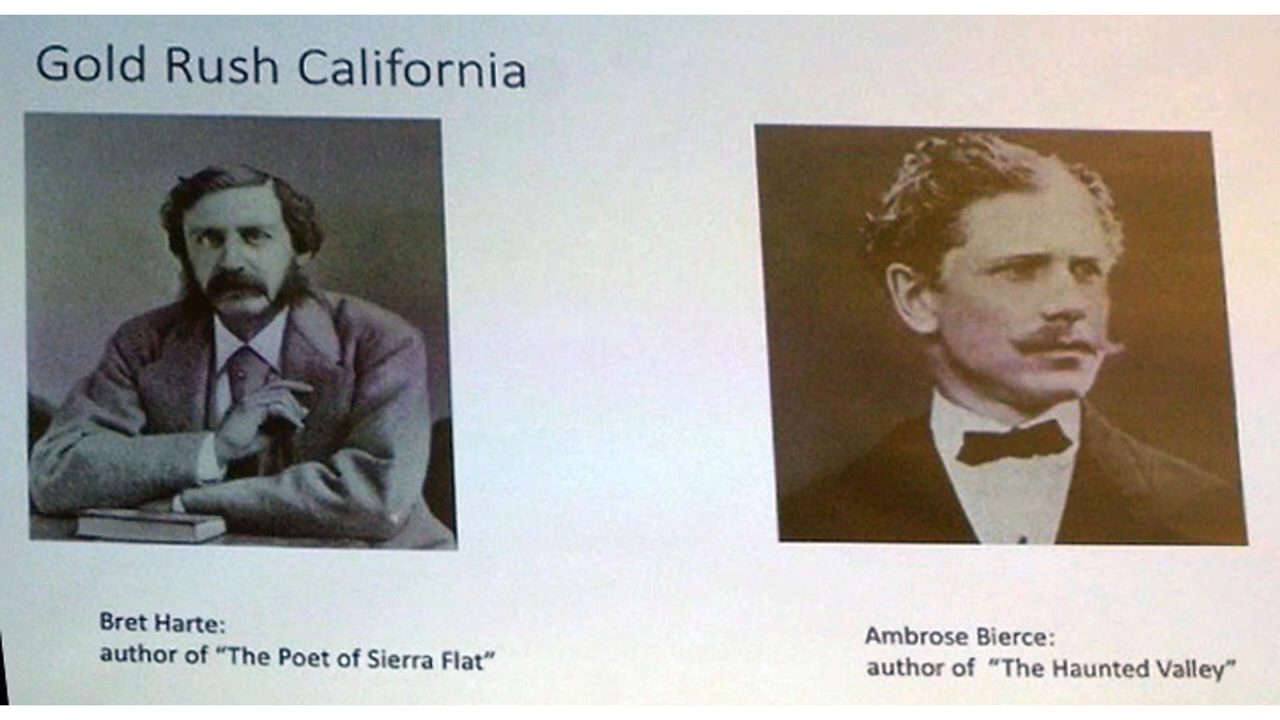 Gold Rush California
Bret Harte:
author of “The Poet of Sierra Flat”
Ambrose Bierce:
author of “The Haunted Valley”